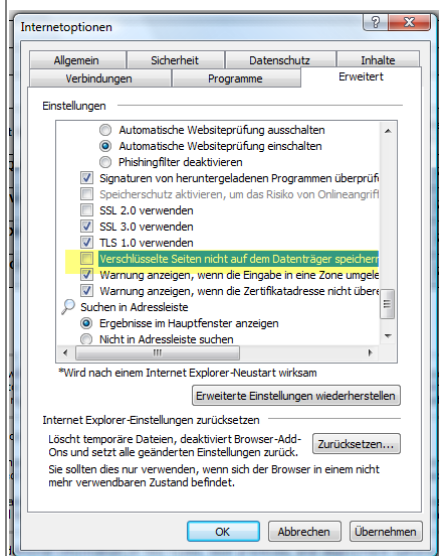 Internetoptionen
Allgemein Sicherheit Datenschutz Inhalte
Verbindungen Programme Erweitert
Einstellungen
Automatische Websiteprüfung ausschalten
Automatische Websiteprüfung einschalten
Phishingfilter deaktivieren
Signaturen von heruntergeladenen Programmen überprüf
Speicherschutz aktivieren, um das Risiko von Onlineangriff
SSL 2.0 verwenden
SSL 3.0 verwenden
TLS 1.0 verwenden
Verschlüsselte Seiten nicht auf dem Datenträger speichern
Warnung anzeigen, wenn die Eingabe in eine Zone umgele
Warnung anzeigen, wenn die Zertifikatadresse nicht übere
Suchen in Adressleiste
Ergebnisse im Hauptfenster anzeigen
Nicht in Adressleiste suchen
*Wird nach einem Internet Explorer-Neustart wirksam
Erweiterte Einstellungen wiederherstellen
Internet Explorer-Einstellungen zurücksetzen
Löscht temporäre Dateien, deaktiviert Browser-Add-
Ons und setzt alle geänderten Einstellungen zurück.
Zurücksetzen...
Sie sollten dies nur verwenden, wenn sich der Browser in einem nicht
mehr verwendbaren Zustand befindet.
OK Abbrechen Übernehmen